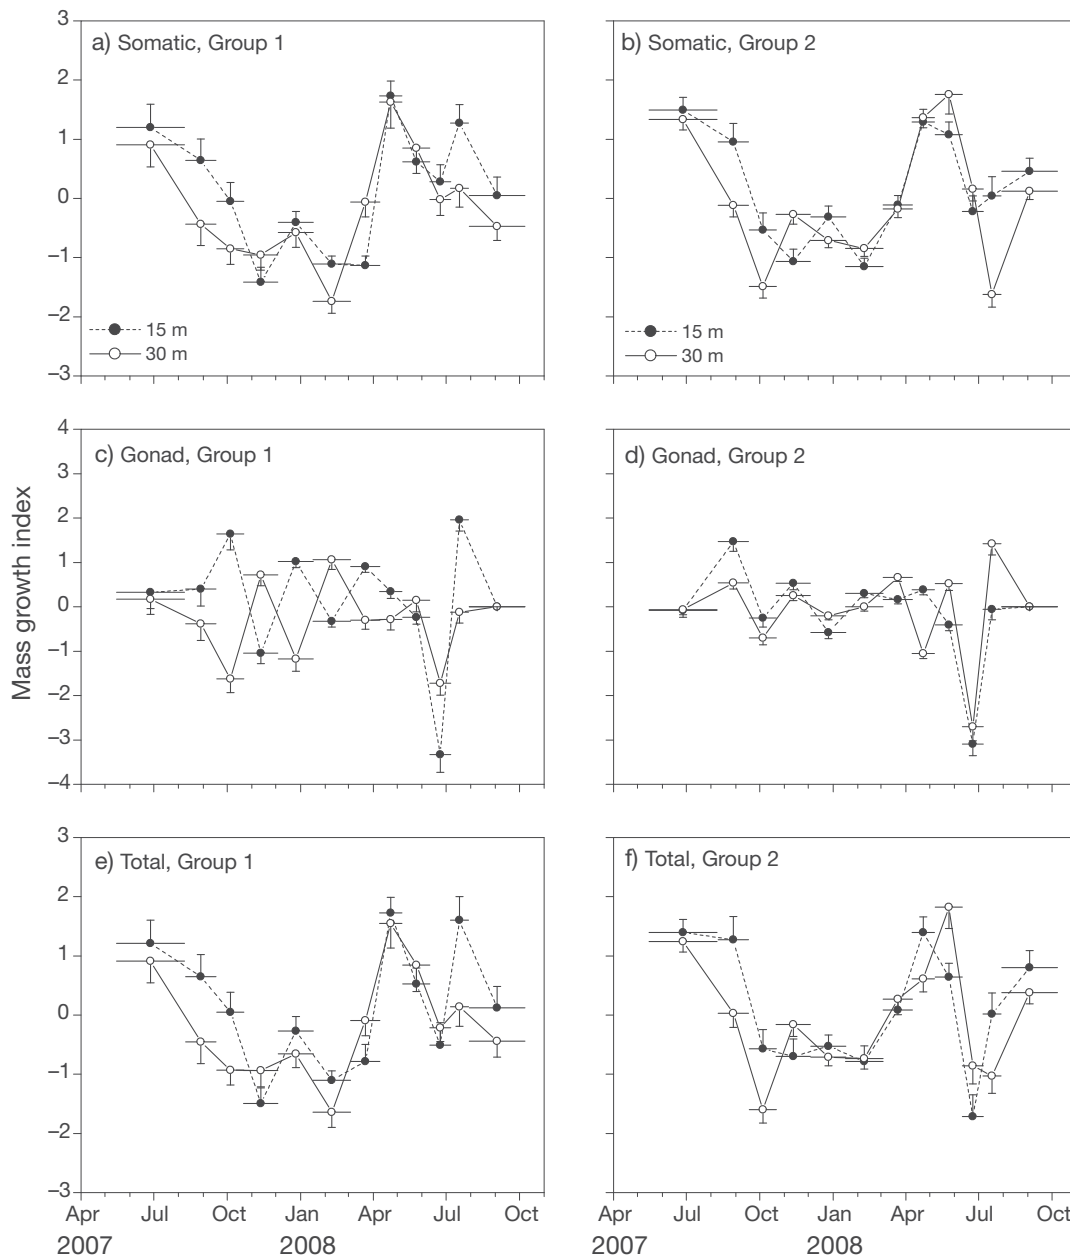 3
2
1
0
−1
−2
−3
a) Somatic, Group 1
15 m
30 m
b) Somatic, Group 2
15 m
30 m
Mass growth index
4
3
2
1
0
−1
−2
−3
−4
c) Gonad, Group 1
d) Gonad, Group 2
3
2
1
0
−1
−2
−3
e) Total, Group 1
f) Total, Group 2
Apr Jul Oct Jan Apr Jul Oct
2007 2008
Apr Jul Oct Jan Apr Jul Oct
2007 2008